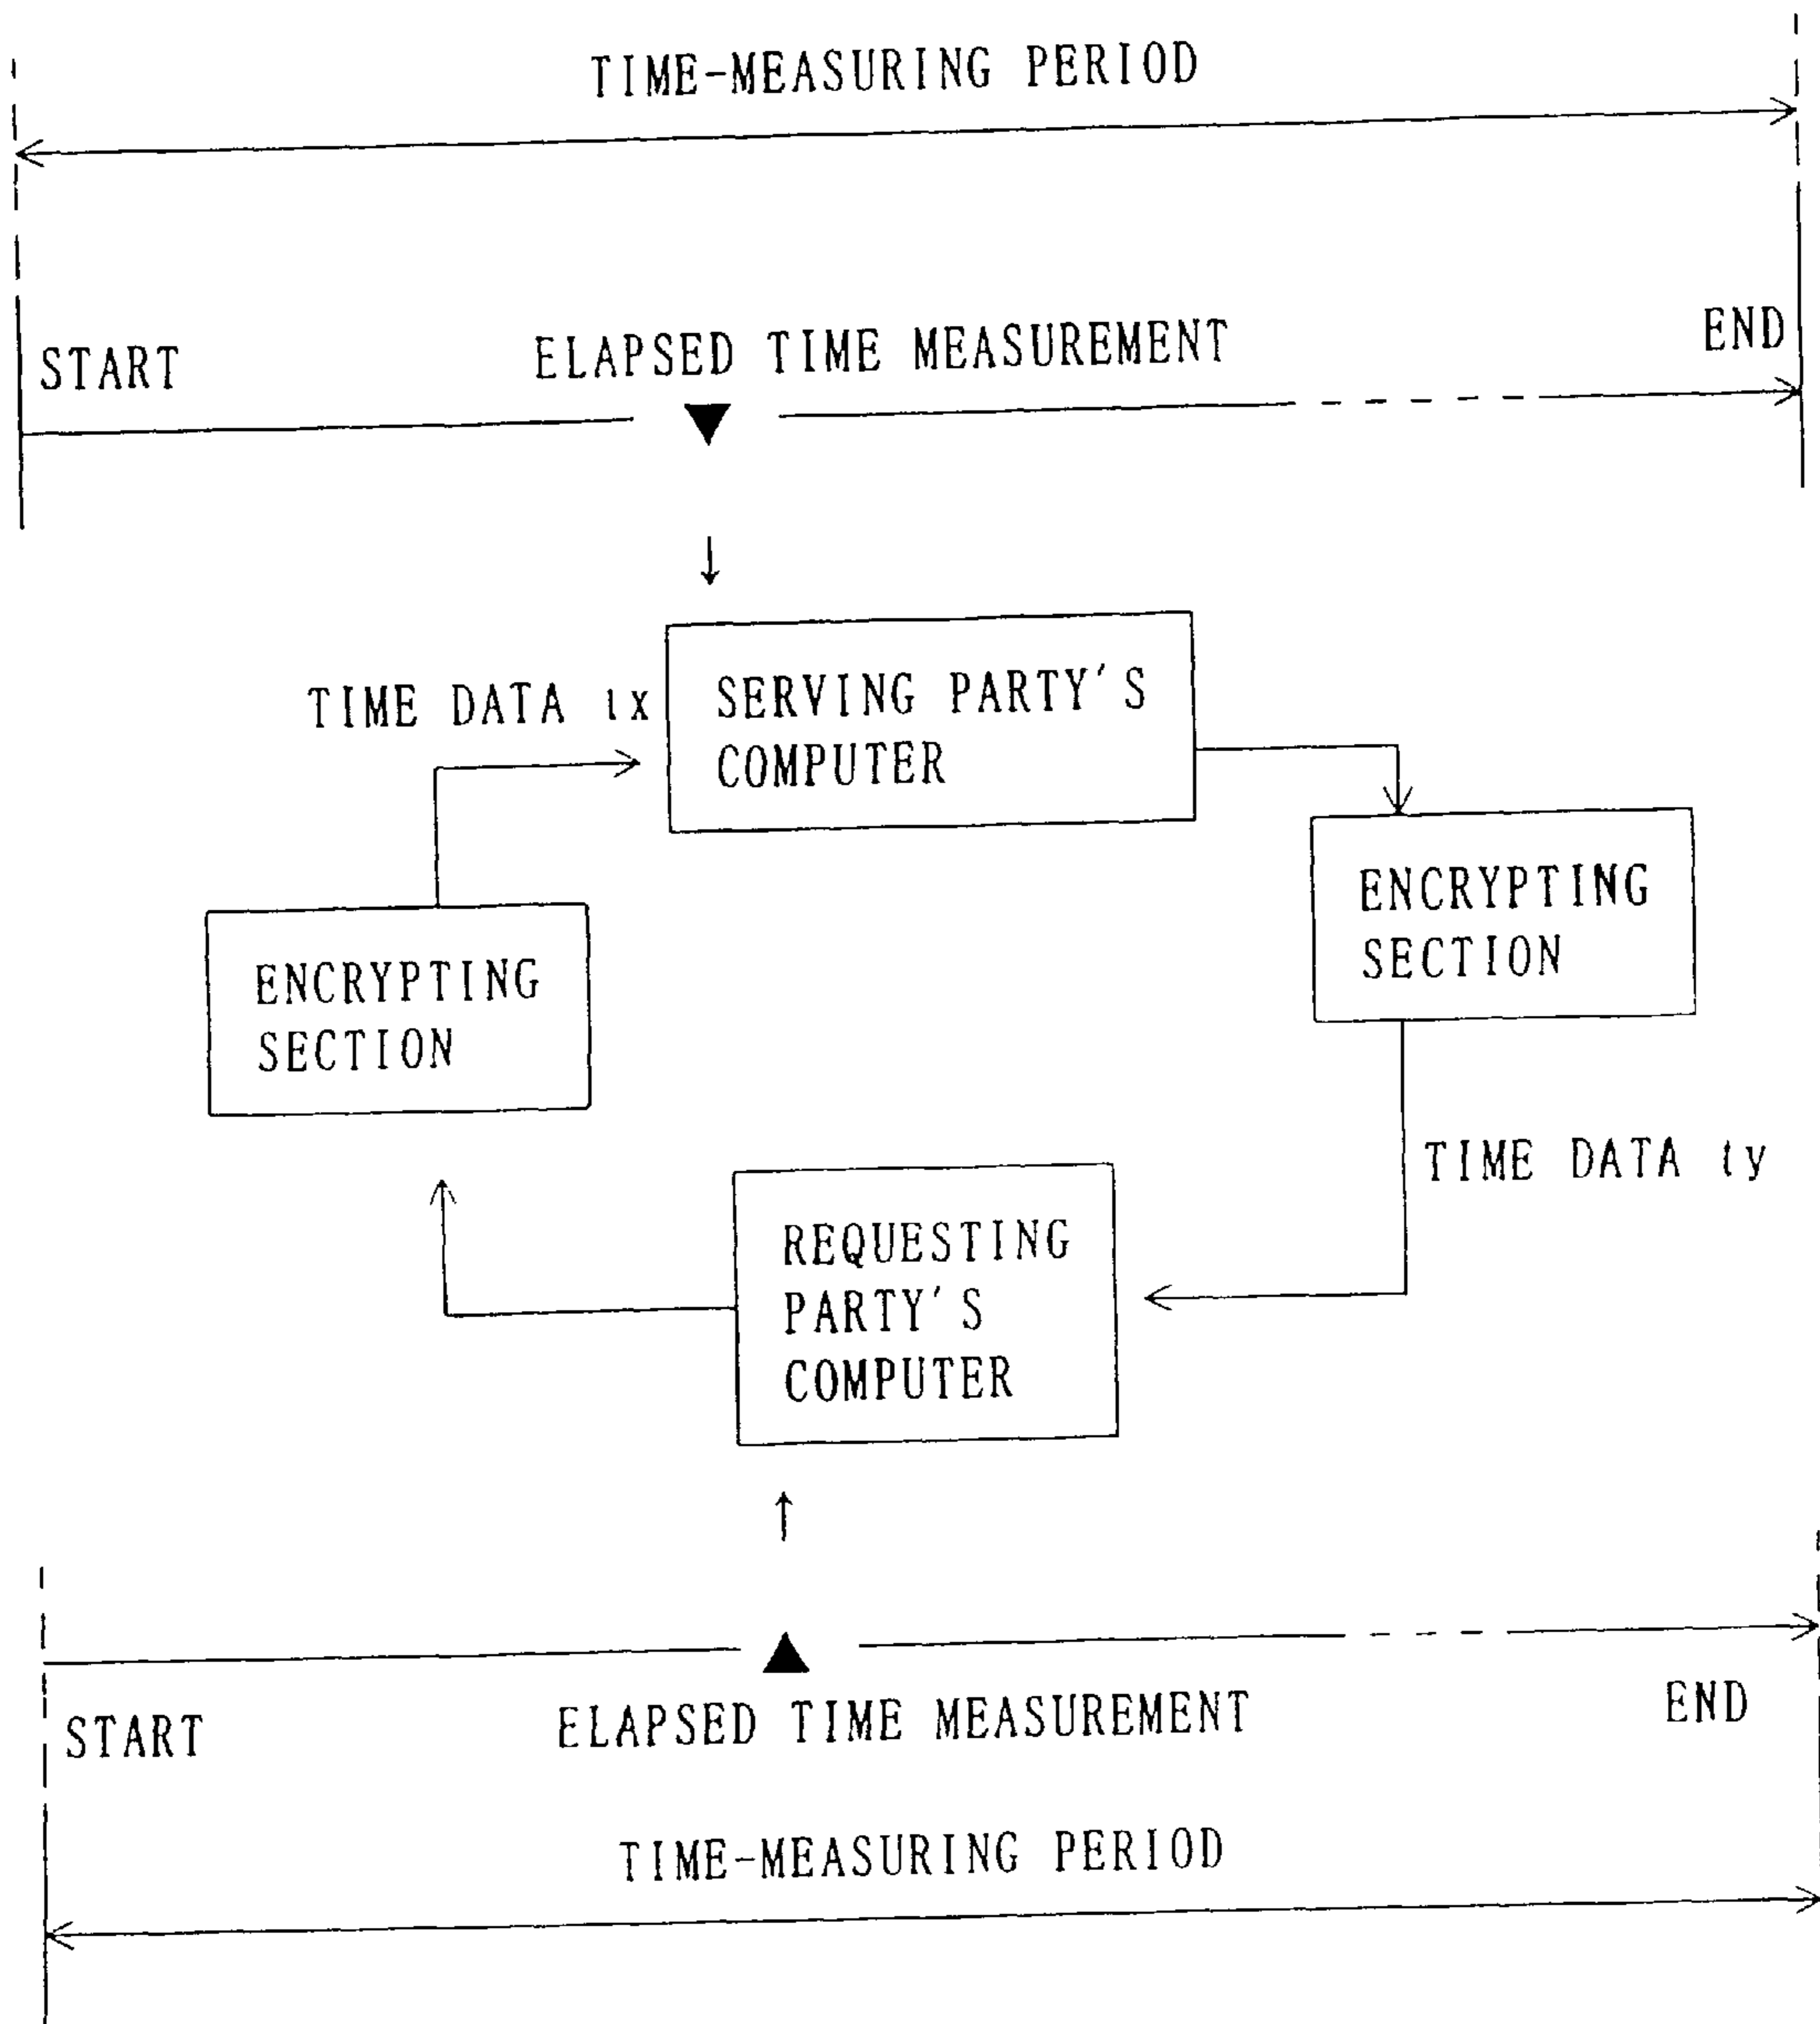 TIME-MEASURING PERIOD
START
ELAPSED TIME MEASUREMENT
END
TIME DATA tx
SERVING PARTY'S
COMPUTER
ENCRYPTING
SECTION
ENCRYPTING
SECTION
TIME DATA ty
REQUESTING
PARTY'S
COMPUTER
START
ELAPSED TIME MEASUREMENT
END
TIME-MEASURING PERIOD